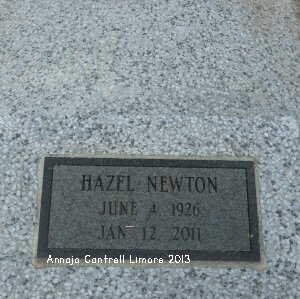 HAZEL NEWTON
JUNE 4 1926
JAN 12 2011
Annajo Cantrell Limore 2013